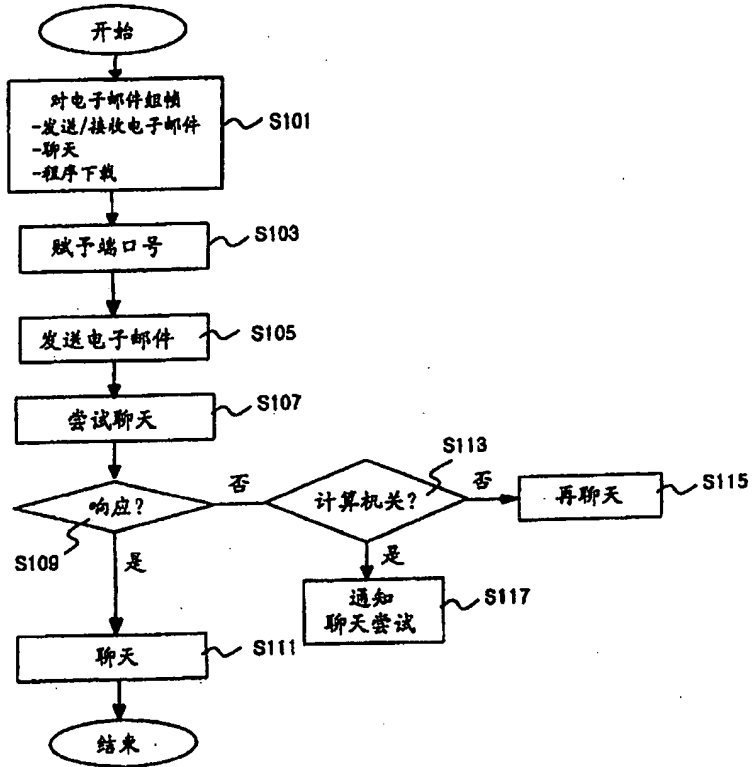 开始
对电子邮件组帧
-发送/接收电子邮件
-聊天
-程序下载
S101
赋予端口号
S103
发送电子邮件
S105
尝试聊天
S107
响应?
S109
否
是
计算机关?
S113
否
是
再聊天
S115
通知
聊天尝试
S117
聊天
S111
结束